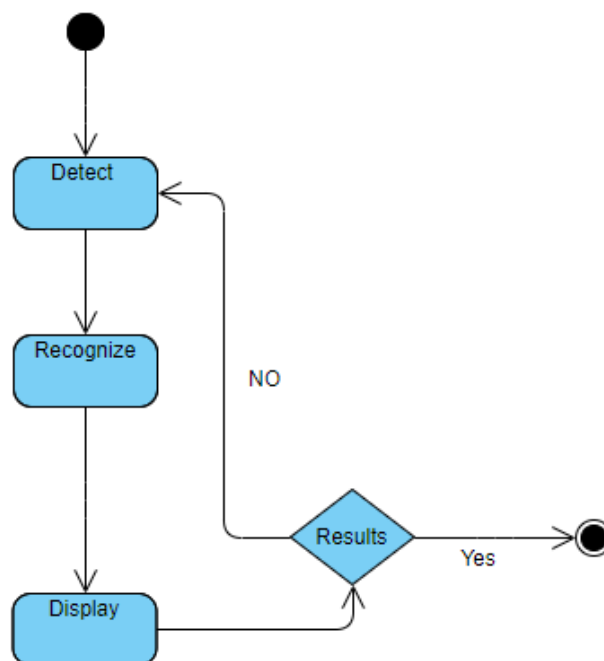 Detect
Recognize
NO
Results
Yes
Display